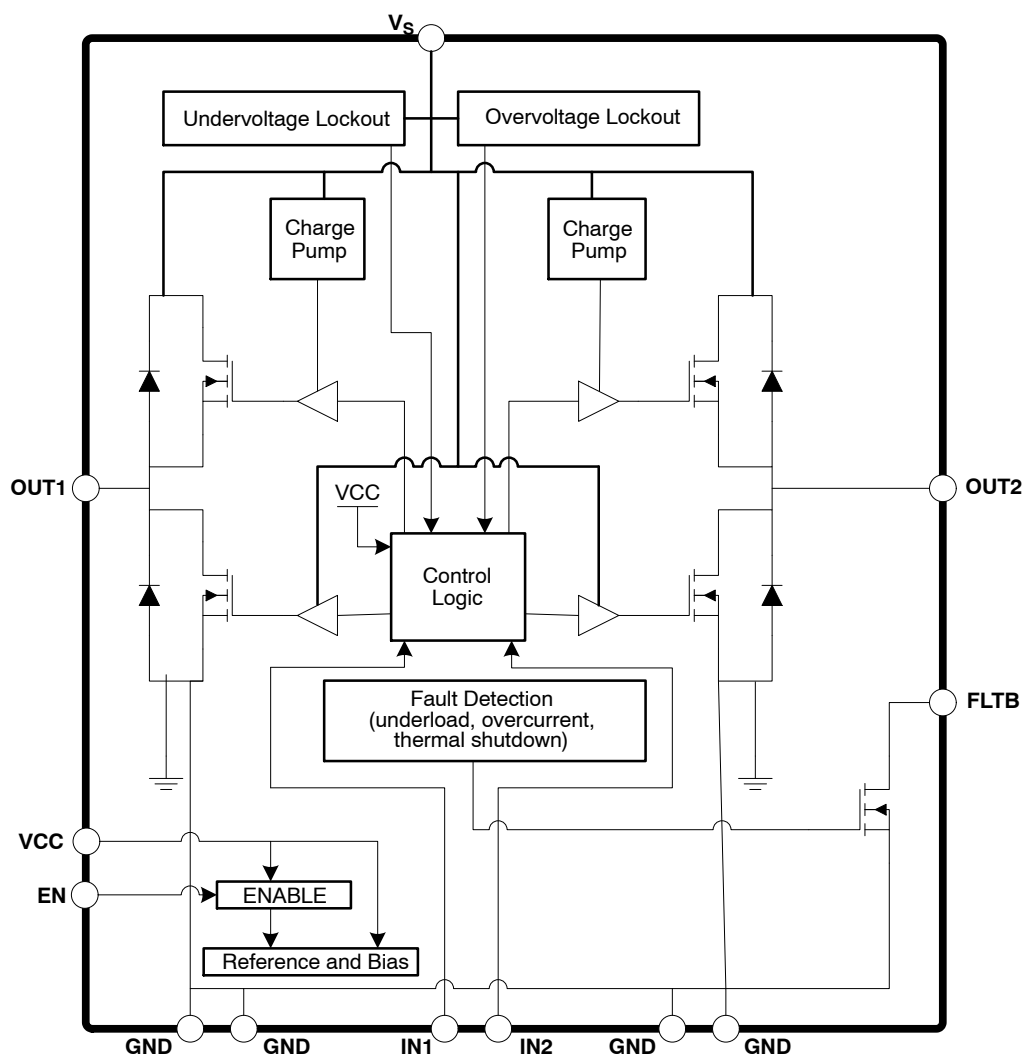 VS
Undervoltage Lockout
Overvoltage Lockout
Charge
Pump
Charge
Pump
OUT1
OUT2
VCC
Control
Logic
Fault Detection
(underload, overcurrent,
thermal shutdown)
FLTB
VCC
EN
ENABLE
Reference and Bias
GND
GND
IN1
IN2
GND
GND